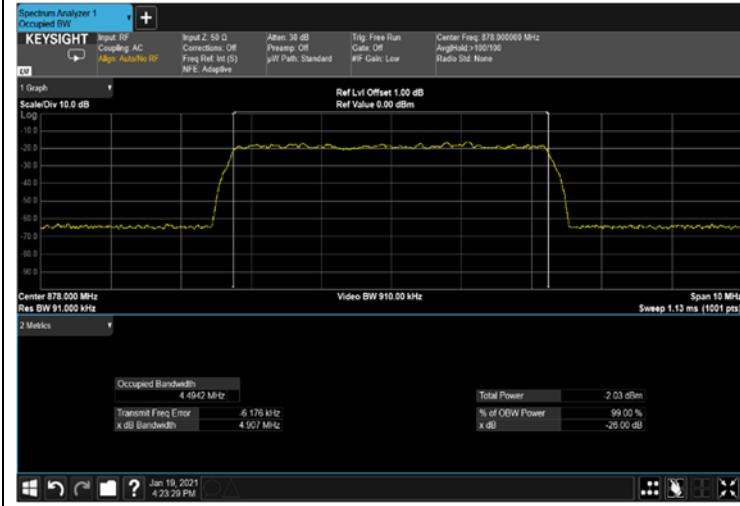 Spectrum Analyzer 1
Occupied BW
+
KEYSIGHT
Input: RF
Coupling: AC
Align: Auto/No RF
Input Z: 50 Ω
Corrections: Off
Freq Ref: Int (S)
NFE: Adaptive
Atten: 30 dB
Preamp: Off
µW Path: Standard
Trig: Free Run
Gate: Off
#IF Gain: Low
Center Freq: 878.000000 MHz
Avg|Hold:>100/100
Radio Std: None
1 Graph
Scale/Div 10.0 dB
Ref Lvl Offset 1.00 dB
Ref Value 0.00 dBm
Log
-10.0
-20.0
-30.0
-40.0
-50.0
-60.0
-70.0
-80.0
-90.0
Center 878.000 MHz
Video BW 910.00 kHz
Span 10 MHz
Res BW 91.000 kHz
Sweep 1.13 ms (1001 pts)
2 Metrics
Occupied Bandwidth
4.4942 MHz
Total Power -2.03 dBm
Transmit Freq Error -6.176 kHz
% of OBW Power 99.00 %
x dB Bandwidth 4.907 MHz
x dB -26.00 dB
?
Jan 19, 2021
4:23:29 PM